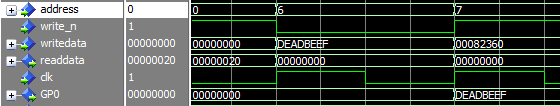 address 0 0 6 7
write_n 1
writedata 00000000 00000000 DEADBEEF 00082360
readdata 00000020 00000020 00000000 00000000
clk 1
GP0 00000000 00000000 DEADBEEF